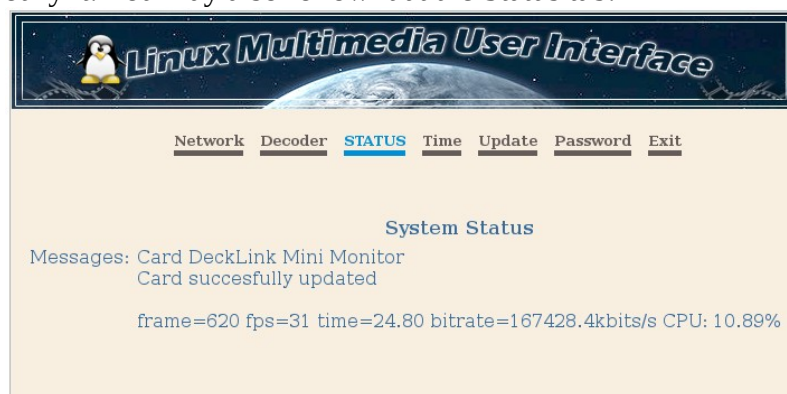 Linux Multimedia User Interface
Network Decoder STATUS Time Update Password Exit
System Status
Messages: Card DeckLink Mini Monitor
Card succesfully updated
frame=620 fps=31 time=24.80 bitrate=167428.4kbits/s CPU: 10.89%